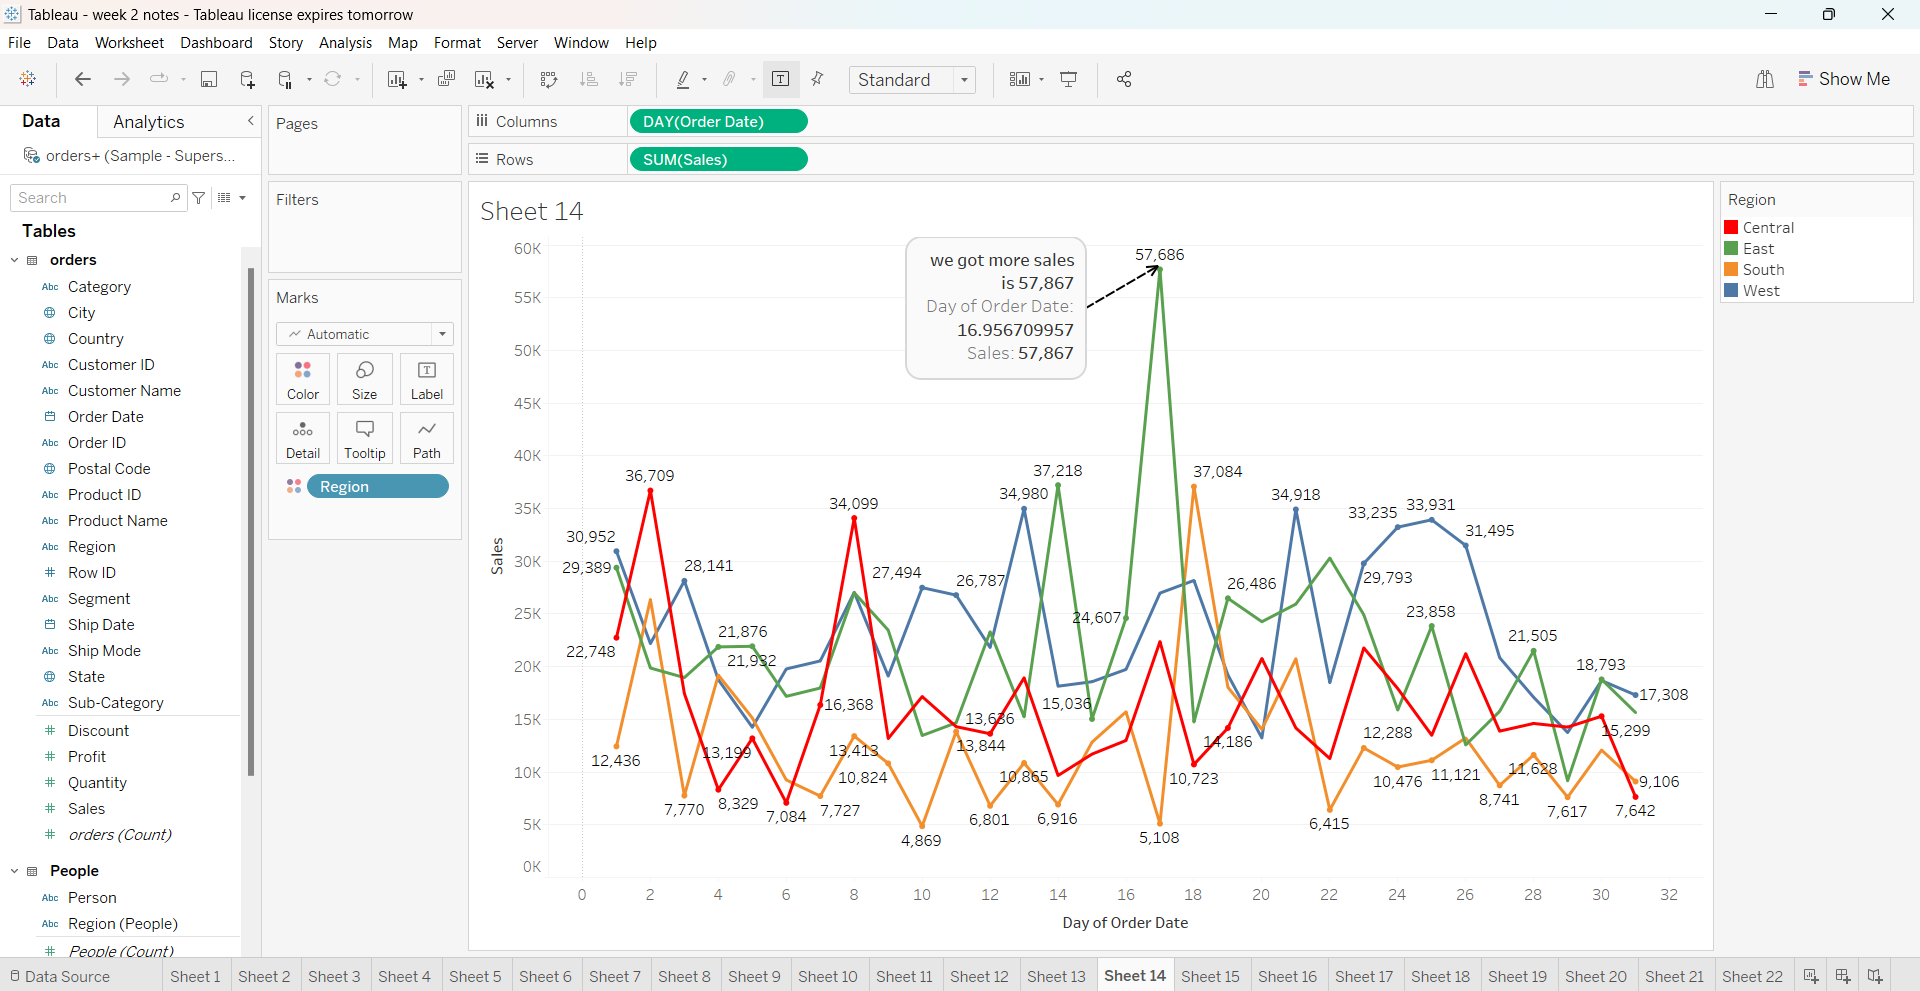 Tableau - week 2 notes - Tableau license expires tomorrow
File Data Worksheet Dashboard Story Analysis Map Format Server Window Help
Standard
Show Me
Data
Analytics
orders+ (Sample - Supers...
Search
Tables
orders
Abc Category
City
Country
Abc Customer ID
Abc Customer Name
Order Date
Abc Order ID
Postal Code
Abc Product ID
Abc Product Name
Abc Region
# Row ID
Abc Segment
Ship Date
Abc Ship Mode
State
Abc Sub-Category
# Discount
# Profit
# Quantity
# Sales
# orders (Count)
People
Abc Person
Abc Region (People)
# People (Count)
Pages
Filters
Marks
Automatic
Color Size Label
Detail Tooltip Path
Region
Columns
DAY(Order Date)
Rows
SUM(Sales)
Sheet 14
we got more sales
is 57,867
Day of Order Date:
16.956709957
Sales: 57,867
Sales
60K
55K
50K
45K
40K
35K
30K
25K
20K
15K
10K
5K
0K
57,686
36,709
37,218
37,084
34,099
34,980
34,918
33,235
33,931
31,495
30,952
29,389
28,141
27,494
26,787
26,486
29,793
24,607
23,858
22,748
21,876
21,932
21,505
18,793
17,308
16,368
13,636
15,036
13,844
14,186
12,288
15,299
12,436
13,199
13,413
10,824
10,865
10,723
10,476
11,121
11,628
9,106
7,770
8,329
7,084
7,727
4,869
6,801
6,916
5,108
6,415
8,741
7,617
7,642
0 2 4 6 8 10 12 14 16 18 20 22 24 26 28 30 32
Day of Order Date
Region
Central
East
South
West
Data Source
Sheet 1 Sheet 2 Sheet 3 Sheet 4 Sheet 5 Sheet 6 Sheet 7 Sheet 8 Sheet 9 Sheet 10 Sheet 11 Sheet 12 Sheet 13 Sheet 14 Sheet 15 Sheet 16 Sheet 17 Sheet 18 Sheet 19 Sheet 20 Sheet 21 Sheet 22